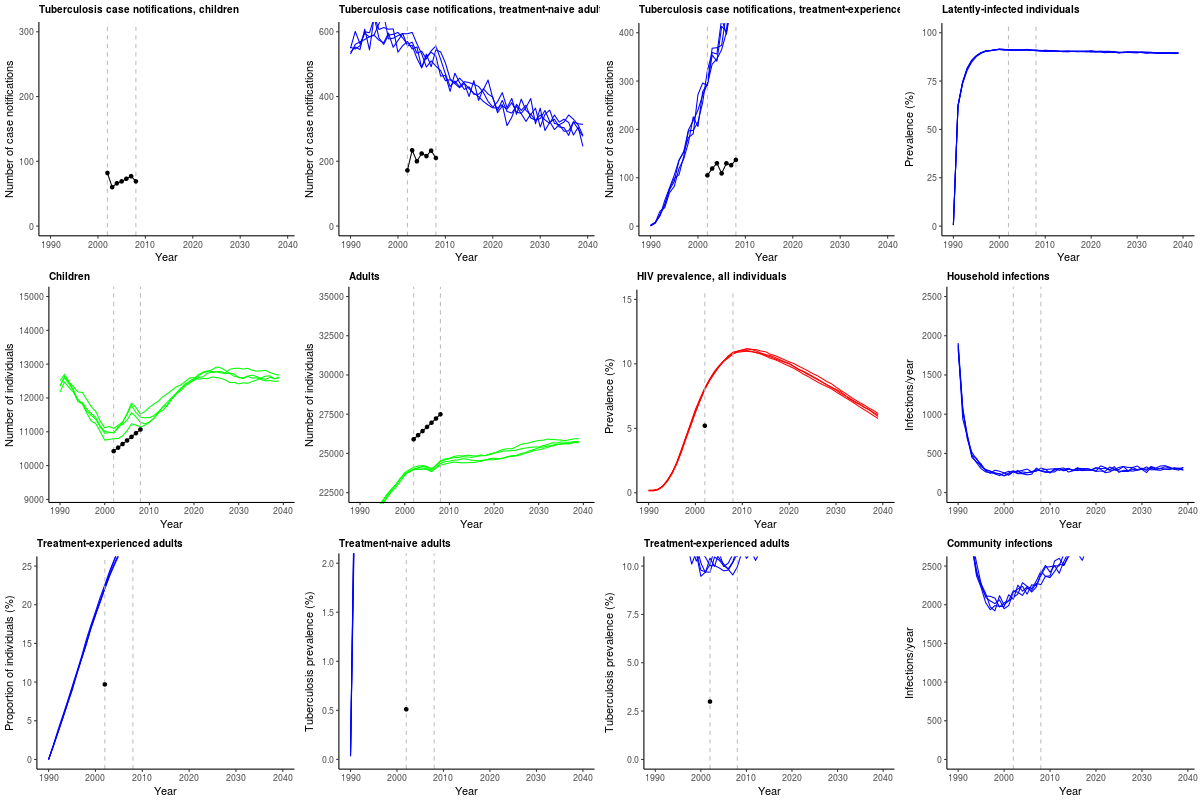 Tuberculosis case notifications, children
Number of case notifications
300
200
100
0
1990 2000 2010 2020 2030 2040
Year
Tuberculosis case notifications, treatment-naive adult
Number of case notifications
600
400
200
0
1990 2000 2010 2020 2030 2040
Year
Tuberculosis case notifications, treatment-experience
Number of case notifications
400
300
200
100
0
1990 2000 2010 2020 2030 2040
Year
Latently-infected individuals
Prevalence (%)
100
75
50
25
0
1990 2000 2010 2020 2030 2040
Year
Children
Number of individuals
15000
14000
13000
12000
11000
10000
9000
1990 2000 2010 2020 2030 2040
Year
Adults
Number of individuals
35000
32500
30000
27500
25000
22500
1990 2000 2010 2020 2030 2040
Year
HIV prevalence, all individuals
Prevalence (%)
15
10
5
0
1990 2000 2010 2020 2030 2040
Year
Household infections
Infections/year
2500
2000
1500
1000
500
0
1990 2000 2010 2020 2030 2040
Year
Treatment-experienced adults
Proportion of individuals (%)
25
20
15
10
5
0
1990 2000 2010 2020 2030 2040
Year
Treatment-naive adults
Tuberculosis prevalence (%)
2.0
1.5
1.0
0.5
0.0
1990 2000 2010 2020 2030 2040
Year
Treatment-experienced adults
Tuberculosis prevalence (%)
10.0
7.5
5.0
2.5
0.0
1990 2000 2010 2020 2030 2040
Year
Community infections
Infections/year
2500
2000
1500
1000
500
0
1990 2000 2010 2020 2030 2040
Year